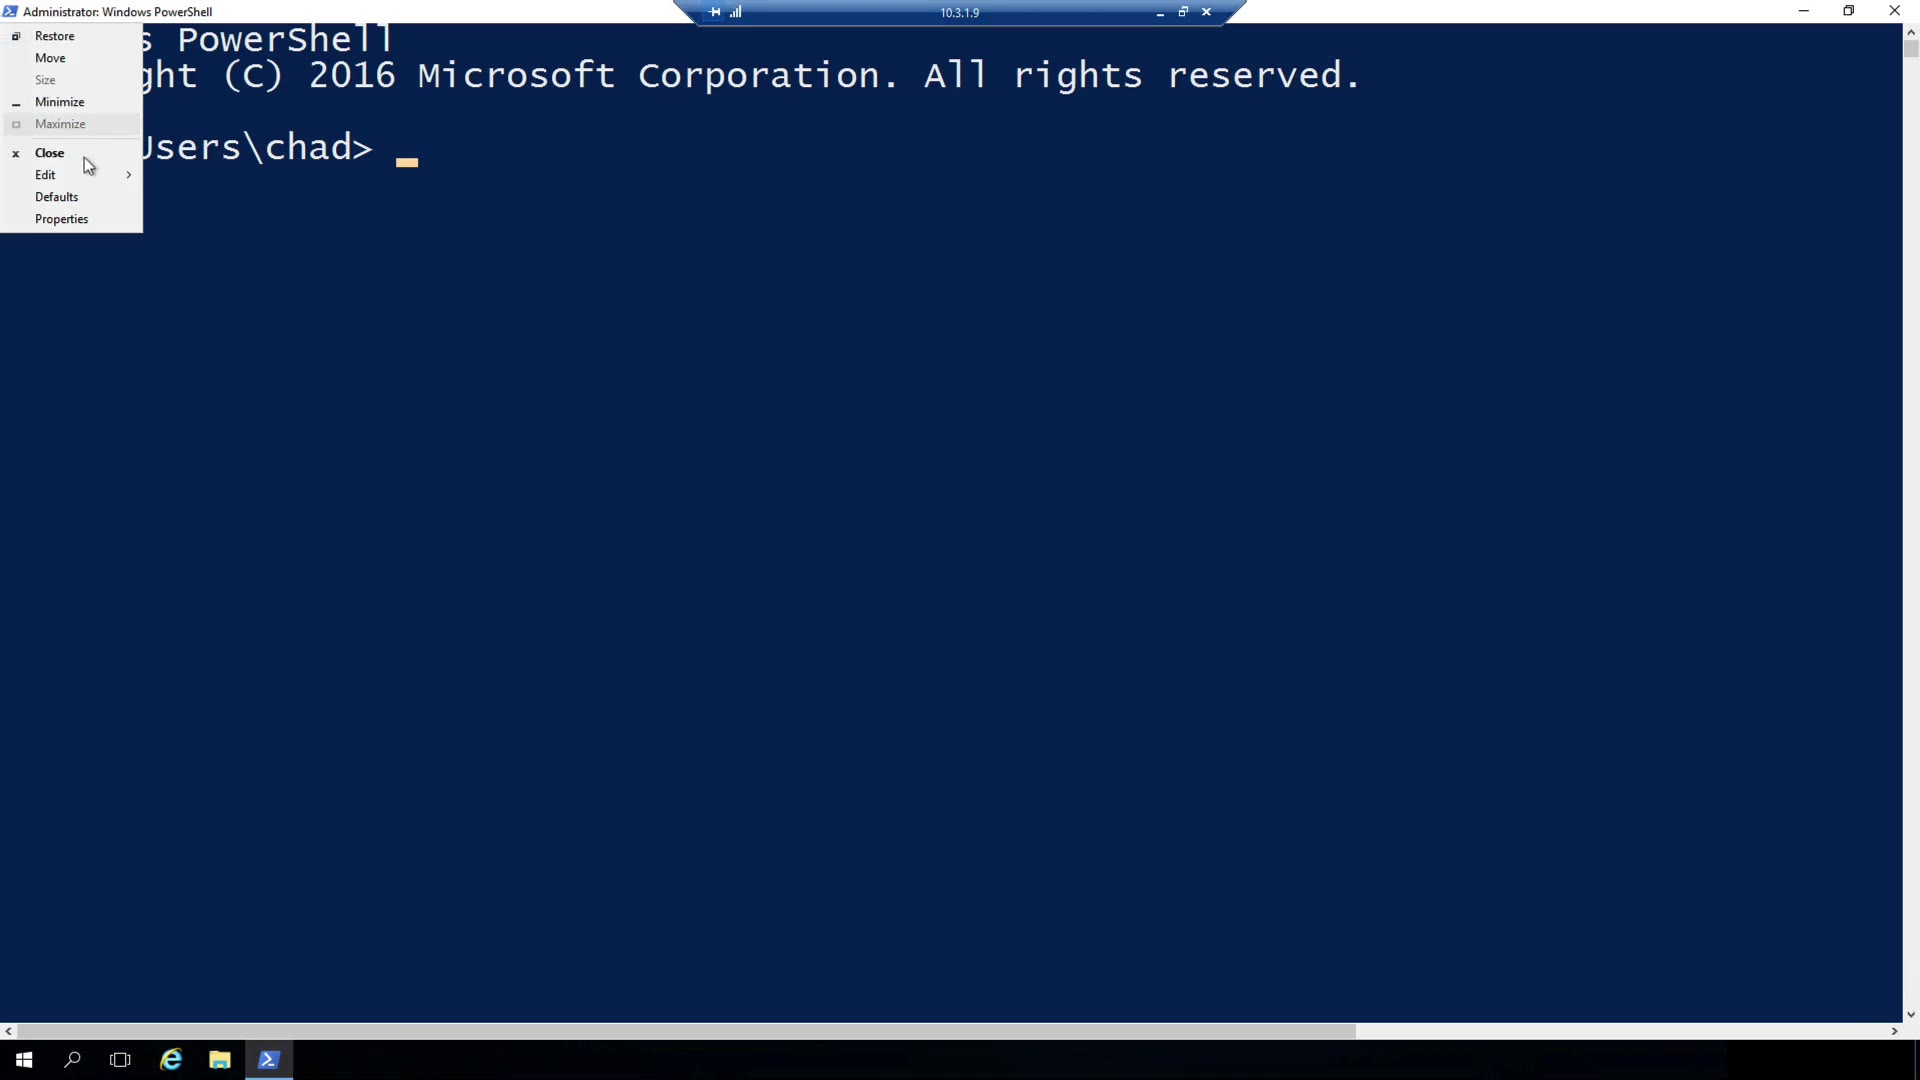 Administrator: Windows PowerShell
10.3.1.9
Restore
Move
Size
Minimize
Maximize
Close
Edit
Defaults
Properties
s PowerShell
ght (C) 2016 Microsoft Corporation. All rights reserved.
Users\chad>